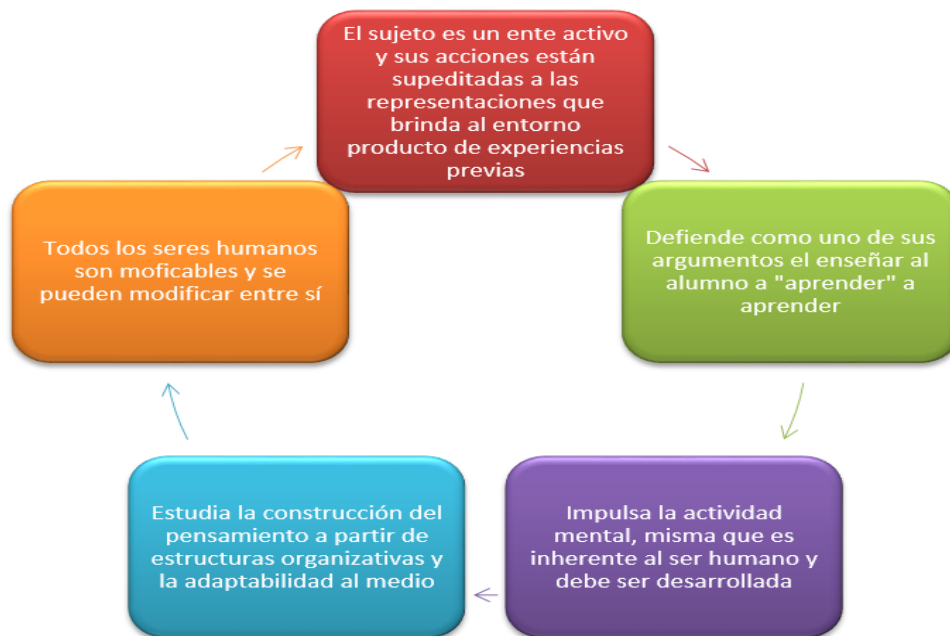 El sujeto es un ente activo
y sus acciones están
supeditadas a las
representaciones que
brinda al entorno
producto de experiencias
previas
Defiende como uno de sus
argumentos el enseñar al
alumno a "aprender" a
aprender
Impulsa la actividad
mental, misma que es
inherente al ser humano y
debe ser desarrollada
Estudia la construcción del
pensamiento a partir de
estructuras organizativas y
la adaptabilidad al medio
Todos los seres humanos
son moficables y se
pueden modificar entre sí